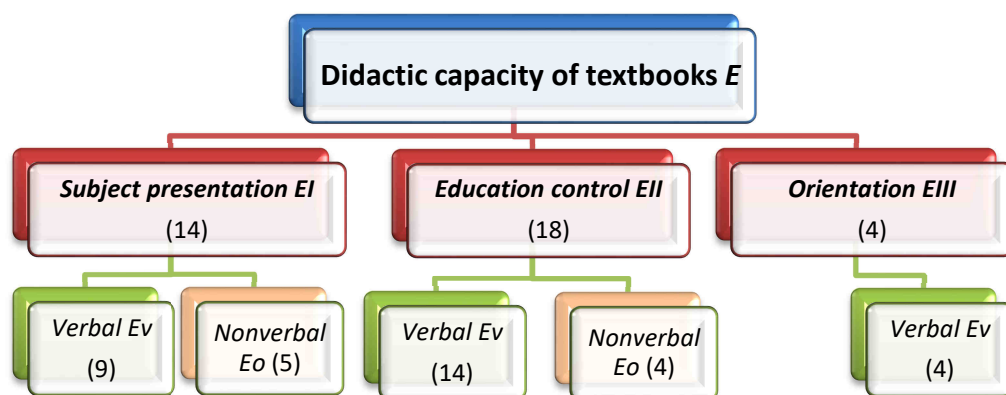 Didactic capacity of textbooks E
Subject presentation EI
(14)
Education control EII
(18)
Orientation EIII
(4)
Verbal Ev
(9)
Nonverbal
Eo (5)
Verbal Ev
(14)
Nonverbal
Eo (4)
Verbal Ev
(4)